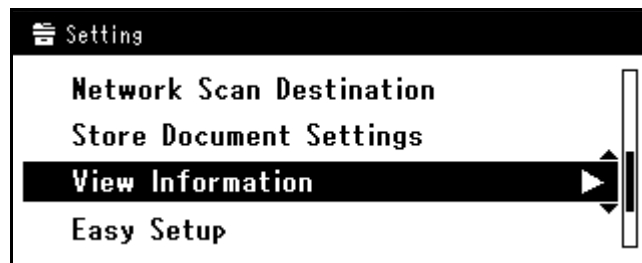 Setting
Network Scan Destination
Store Document Settings
View Information
Easy Setup